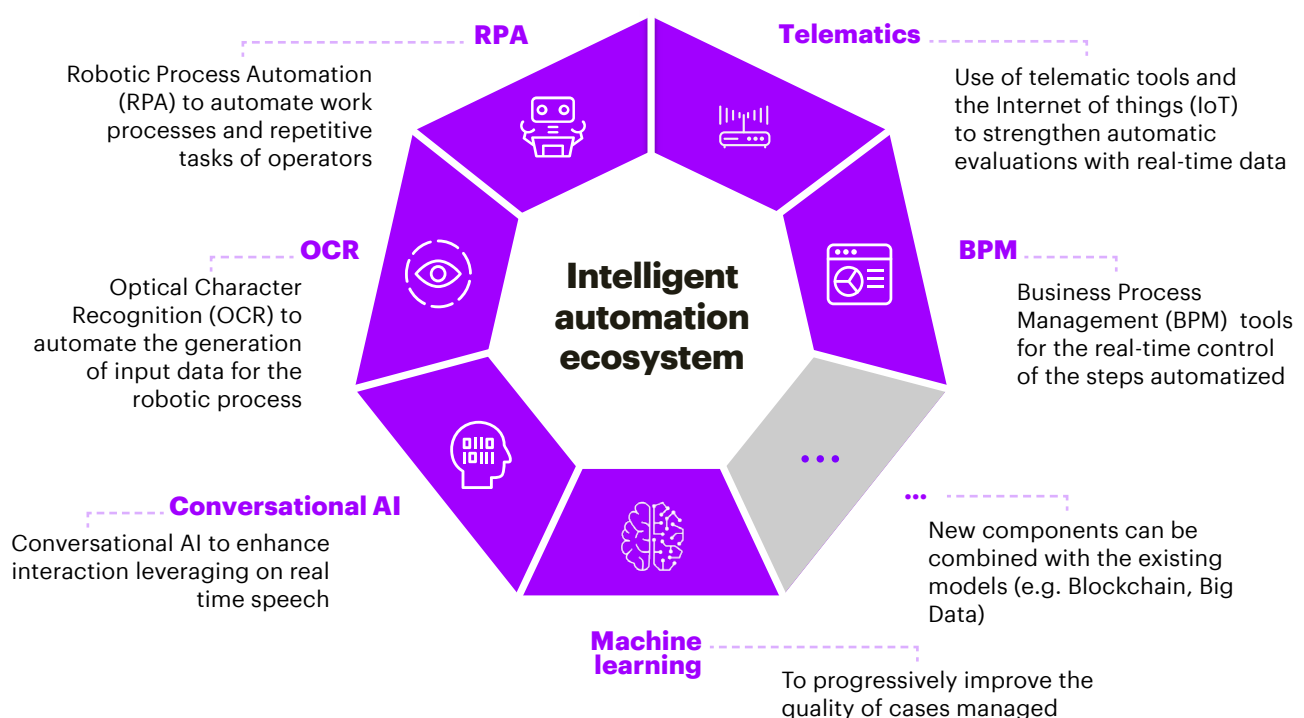 RPA
Robotic Process Automation
(RPA) to automate work
processes and repetitive
tasks of operators
Telematics
Use of telematic tools and
the Internet of things (IoT)
to strengthen automatic
evaluations with real-time data
OCR
Optical Character
Recognition (OCR) to
automate the generation
of input data for the
robotic process
Intelligent
automation
ecosystem
BPM
Business Process
Management (BPM) tools
for the real-time control
of the steps automatized
0110
10111
...
Conversational AI
Conversational AI to enhance
interaction leveraging on real
time speech
...
New components can be
combined with the existing
models (e.g. Blockchain, Big
Data)
Machine
learning
To progressively improve the
quality of cases managed